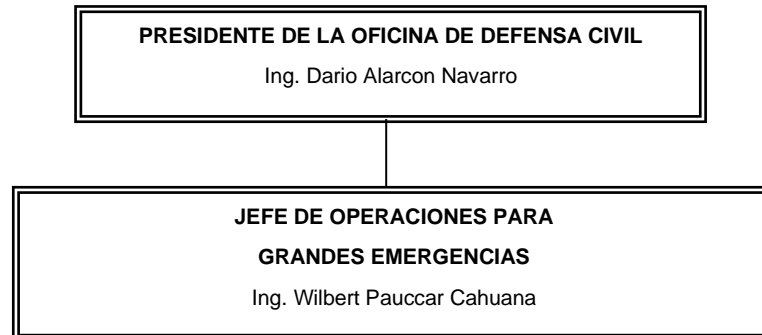 PRESIDENTE DE LA OFICINA DE DEFENSA CIVIL
Ing. Dario Alarcon Navarro
JEFE DE OPERACIONES PARA
GRANDES EMERGENCIAS
Ing. Wilbert Pauccar Cahuana